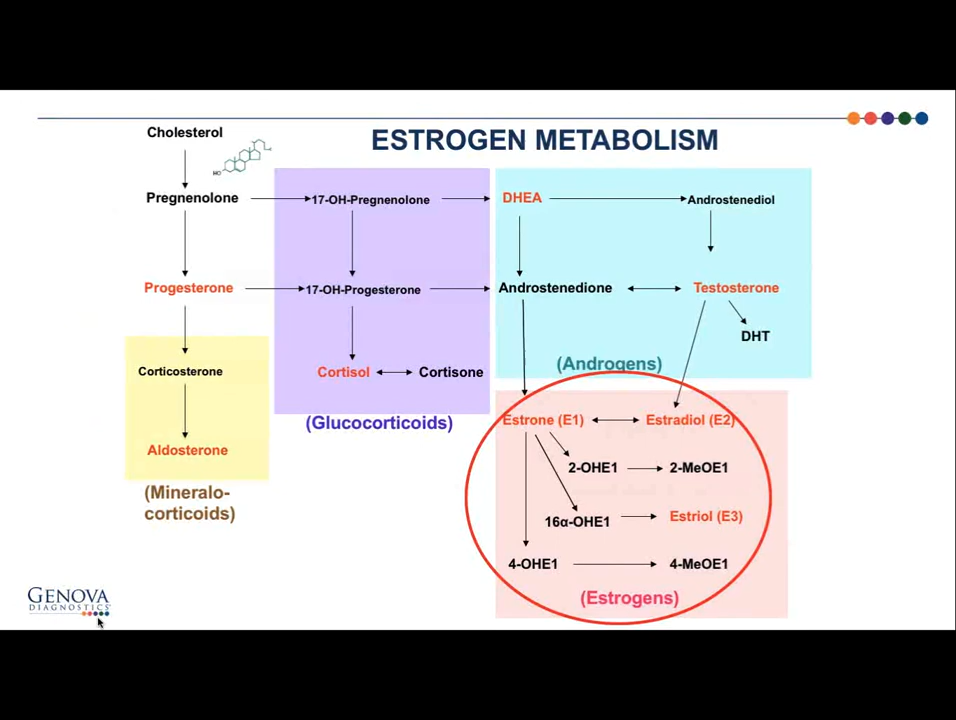 ESTROGEN METABOLISM
Cholesterol
HO
Pregnenolone
17-OH-Pregnenolone
DHEA
Androstenediol
Progesterone
17-OH-Progesterone
Androstenedione
Testosterone
DHT
(Androgens)
Corticosterone
Cortisol
Cortisone
(Glucocorticoids)
Aldosterone
(Mineralo-
corticoids)
Estrone (E1)
Estradiol (E2)
2-OHE1
2-MeOE1
16α-OHE1
Estriol (E3)
4-OHE1
4-MeOE1
(Estrogens)
GENOVA
DIAGNOSTICS